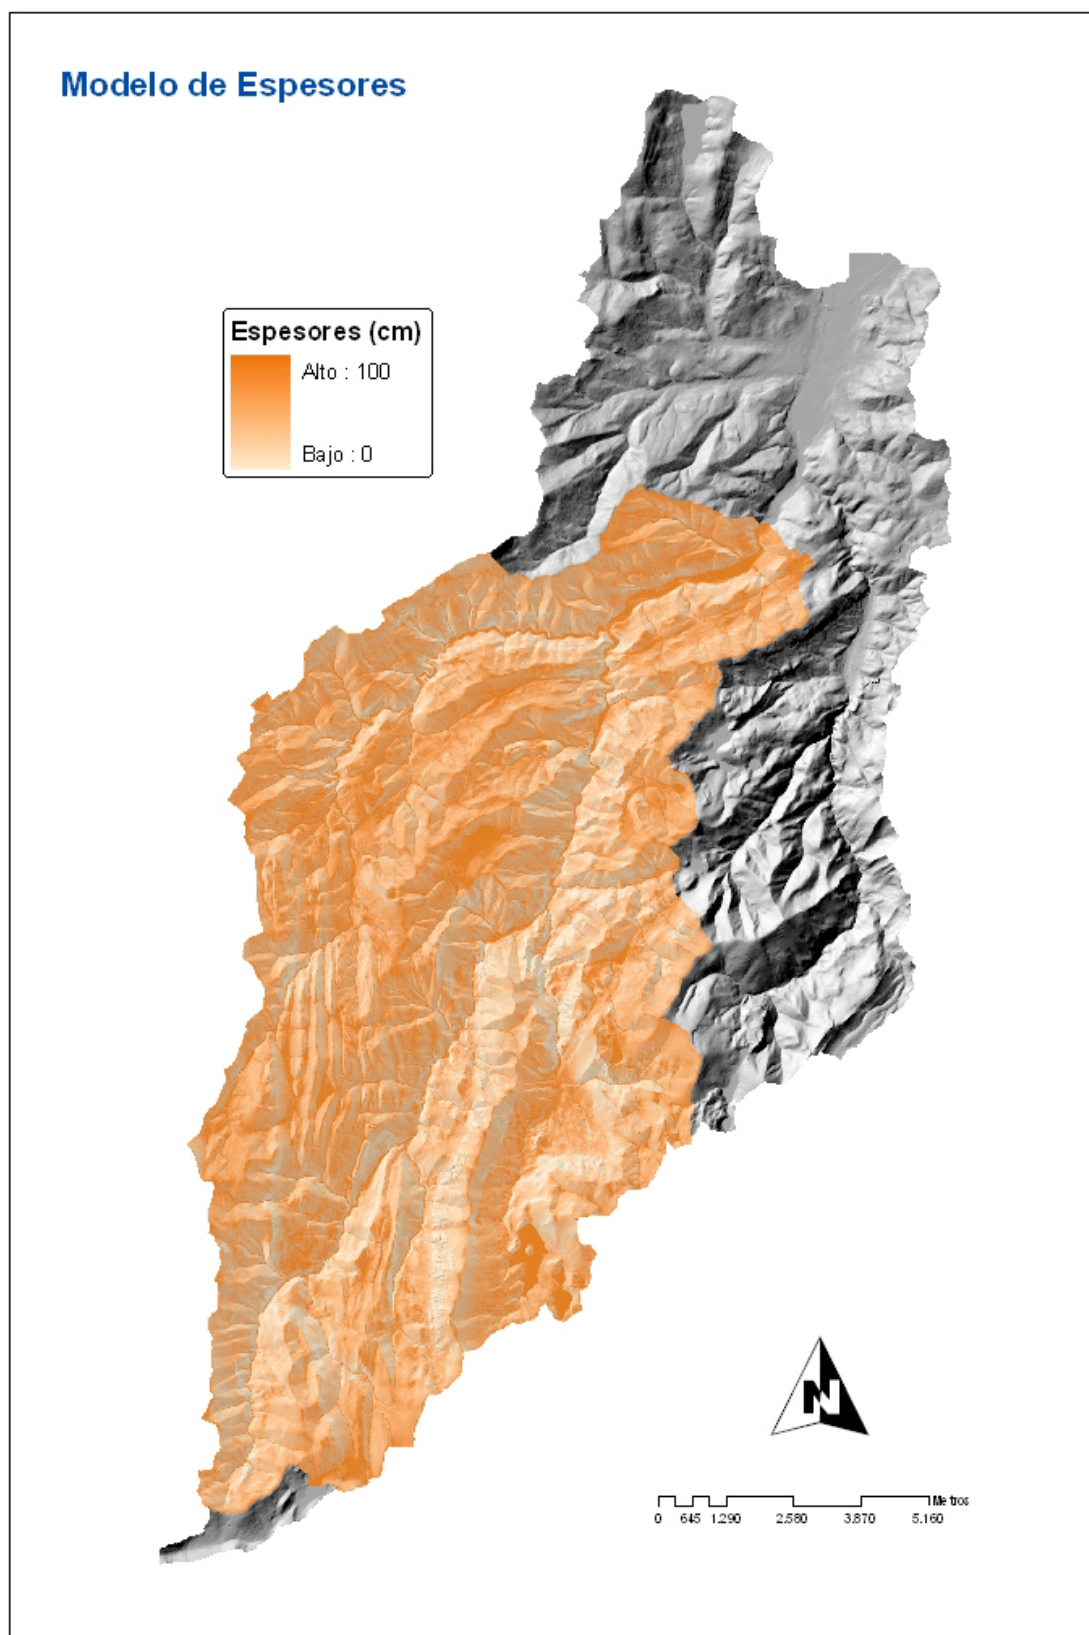 Modelo de Espesores
Espesores (cm)
Alto : 100
Bajo : 0
N
Metros
0 645 1.290 2.580 3.870 5.160